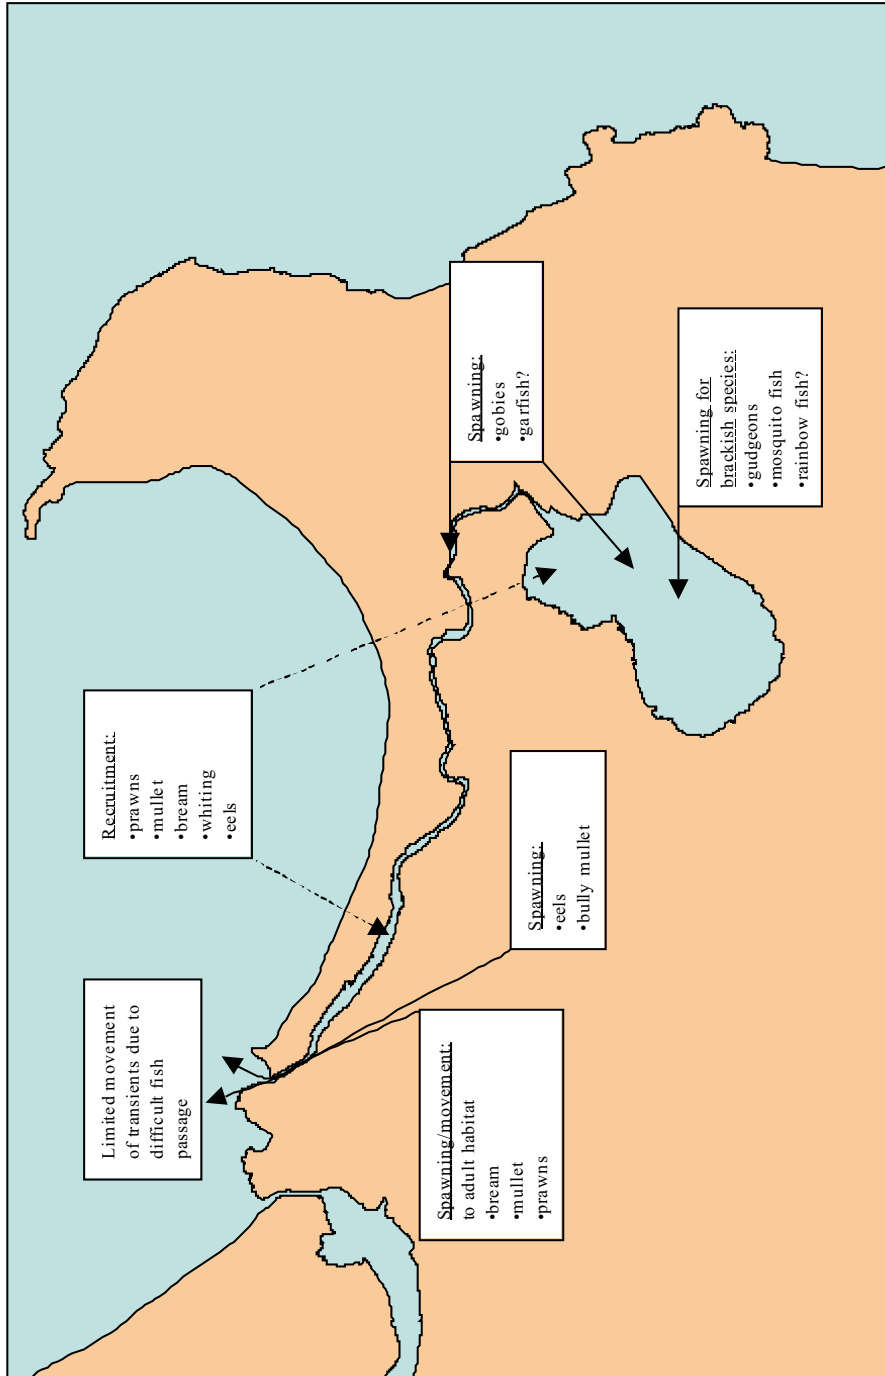 Limited movement
of transients due to
difficult fish
passage
Recruitment:
•prawns
•mullet
•bream
•whiting
•eels
Spawning/movement:
to adult habitat
•bream
•mullet
•prawns
Spawning:
•eels
•bully mullet
Spawning:
•gobies
•garfish?
Spawning for
brackish species:
•gudgeons
•mosquito fish
•rainbow fish?